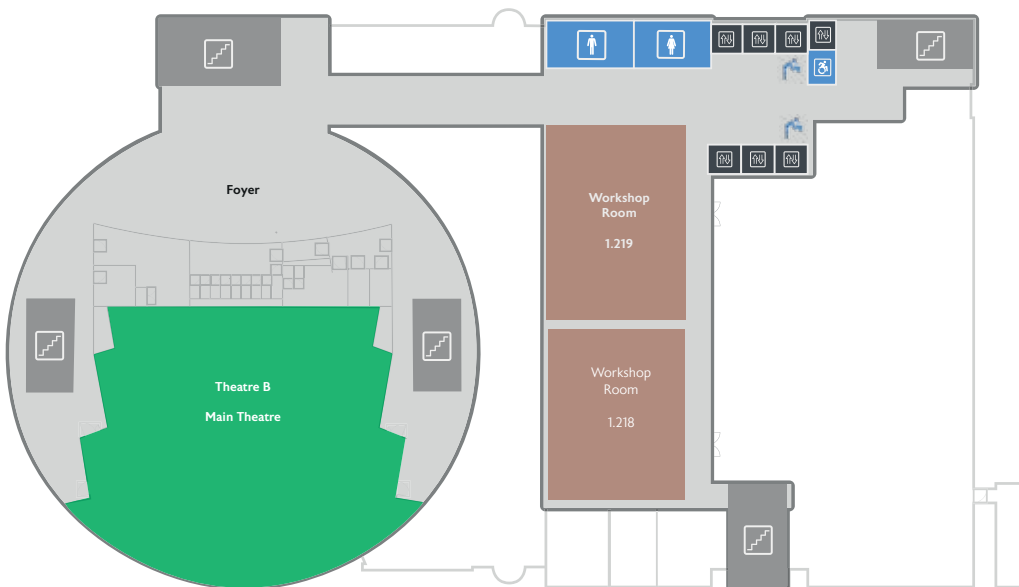 Foyer
Workshop
Room
1.219
Workshop
Room
1.218
Theatre B
Main Theatre